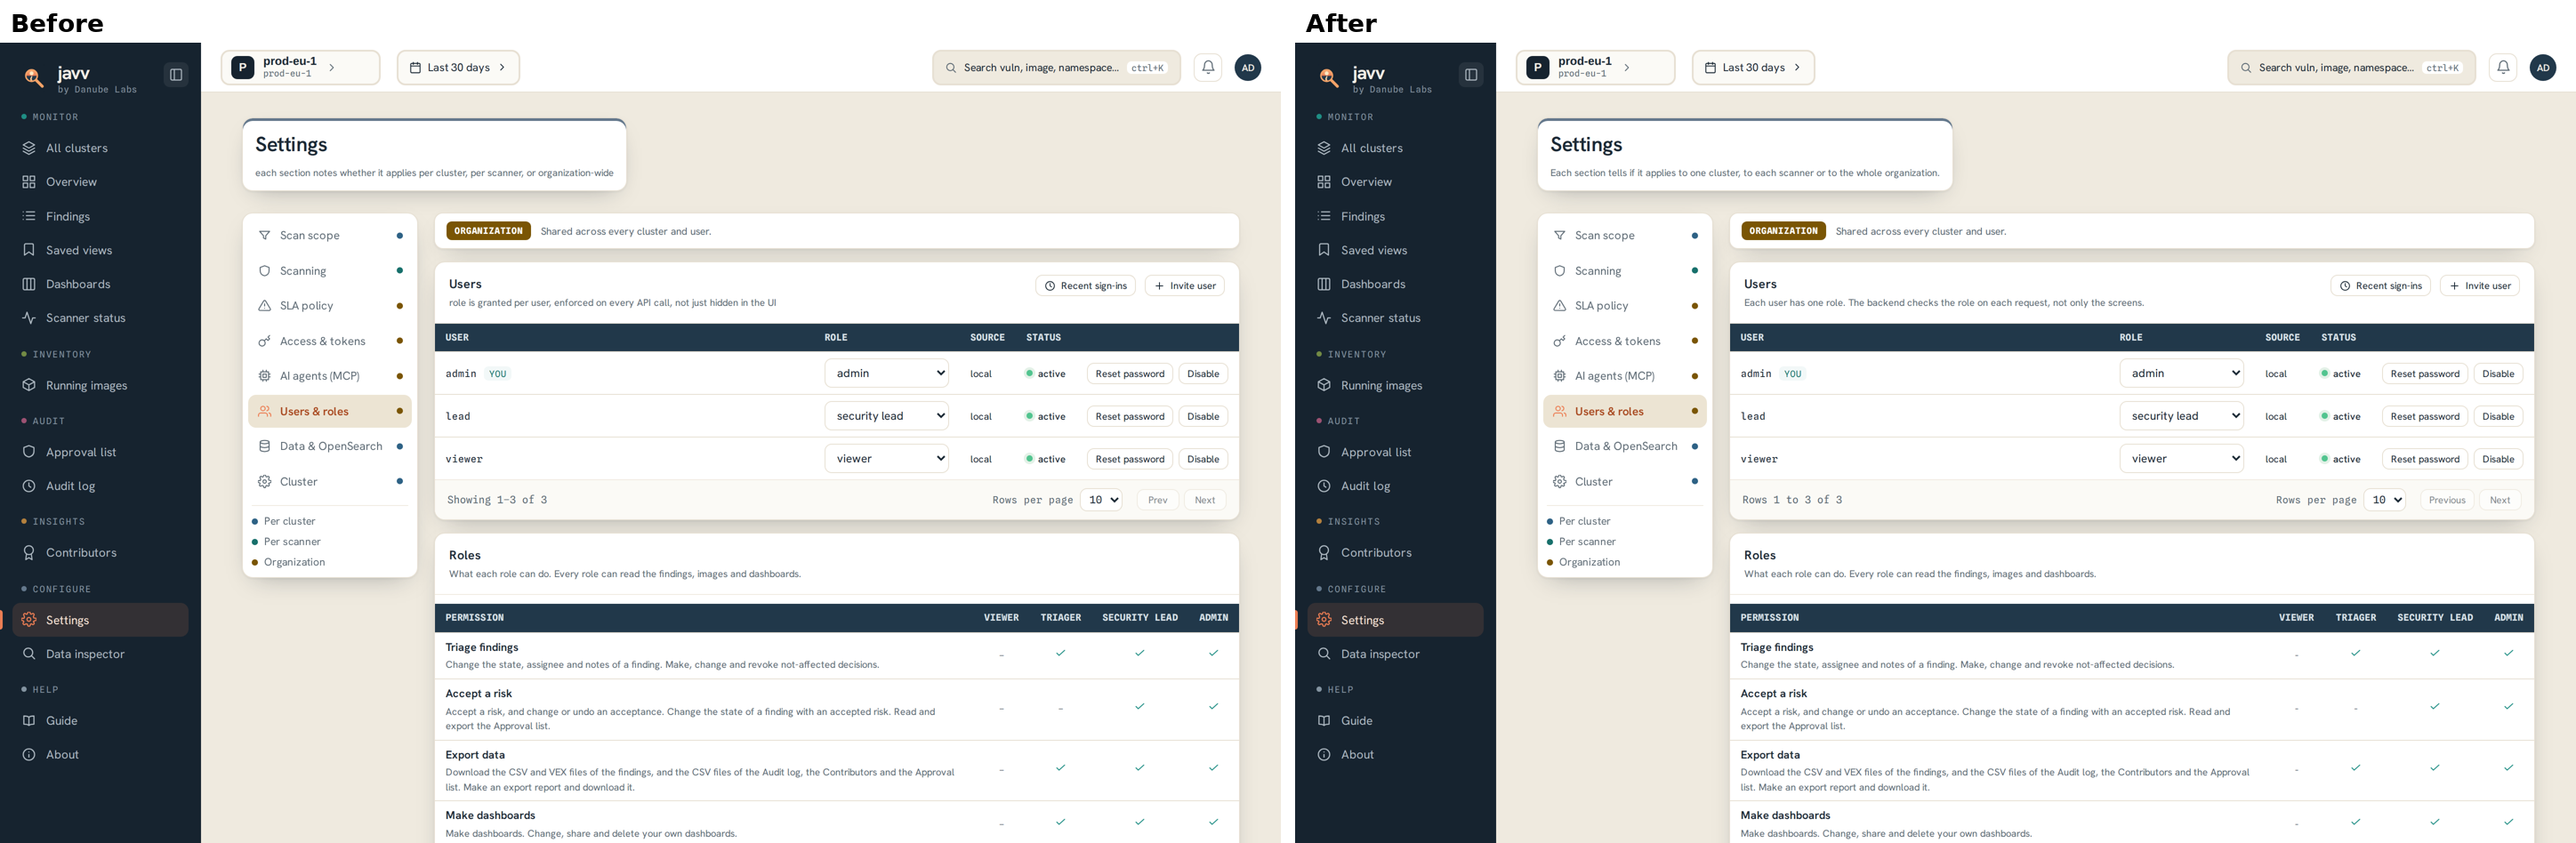 Before
javv
by Danube Labs
MONITOR
All clusters
Overview
Findings
Saved views
Dashboards
Scanner status
INVENTORY
Running images
AUDIT
Approval list
Audit log
INSIGHTS
Contributors
CONFIGURE
Settings
Data inspector
HELP
Guide
About
P
prod-eu-1
prod-eu-1
Last 30 days
Search vuln, image, namespace...
ctrl+K
AD
Settings
each section notes whether it applies per cluster, per scanner, or organization-wide
Scan scope
Scanning
SLA policy
Access & tokens
AI agents (MCP)
Users & roles
Data & OpenSearch
Cluster
Per cluster
Per scanner
Organization
ORGANIZATION Shared across every cluster and user.
Users
role is granted per user, enforced on every API call, not just hidden in the UI
Recent sign-ins
+ Invite user
USER ROLE SOURCE STATUS
admin YOU admin local active Reset password Disable
lead security lead local active Reset password Disable
viewer viewer local active Reset password Disable
Showing 1–3 of 3 Rows per page 10 Prev Next
Roles
What each role can do. Every role can read the findings, images and dashboards.
PERMISSION VIEWER TRIAGER SECURITY LEAD ADMIN
Triage findings
Change the state, assignee and notes of a finding. Make, change and revoke not-affected decisions.
– ✓ ✓ ✓
Accept a risk
Accept a risk, and change or undo an acceptance. Change the state of a finding with an accepted risk. Read and
export the Approval list.
– – ✓ ✓
Export data
Download the CSV and VEX files of the findings, and the CSV files of the Audit log, the Contributors and the Approval
list. Make an export report and download it.
– ✓ ✓ ✓
Make dashboards
Make dashboards. Change, share and delete your own dashboards.
– ✓ ✓ ✓
After
javv
by Danube Labs
MONITOR
All clusters
Overview
Findings
Saved views
Dashboards
Scanner status
INVENTORY
Running images
AUDIT
Approval list
Audit log
INSIGHTS
Contributors
CONFIGURE
Settings
Data inspector
HELP
Guide
About
P
prod-eu-1
prod-eu-1
Last 30 days
Search vuln, image, namespace...
ctrl+K
AD
Settings
Each section tells if it applies to one cluster, to each scanner or to the whole organization.
Scan scope
Scanning
SLA policy
Access & tokens
AI agents (MCP)
Users & roles
Data & OpenSearch
Cluster
Per cluster
Per scanner
Organization
ORGANIZATION Shared across every cluster and user.
Users
Each user has one role. The backend checks the role on each request, not only the screens.
Recent sign-ins
+ Invite user
USER ROLE SOURCE STATUS
admin YOU admin local active Reset password Disable
lead security lead local active Reset password Disable
viewer viewer local active Reset password Disable
Rows 1 to 3 of 3 Rows per page 10 Previous Next
Roles
What each role can do. Every role can read the findings, images and dashboards.
PERMISSION VIEWER TRIAGER SECURITY LEAD ADMIN
Triage findings
Change the state, assignee and notes of a finding. Make, change and revoke not-affected decisions.
- ✓ ✓ ✓
Accept a risk
Accept a risk, and change or undo an acceptance. Change the state of a finding with an accepted risk. Read and
export the Approval list.
- - ✓ ✓
Export data
Download the CSV and VEX files of the findings, and the CSV files of the Audit log, the Contributors and the Approval
list. Make an export report and download it.
- ✓ ✓ ✓
Make dashboards
Make dashboards. Change, share and delete your own dashboards.
- ✓ ✓ ✓